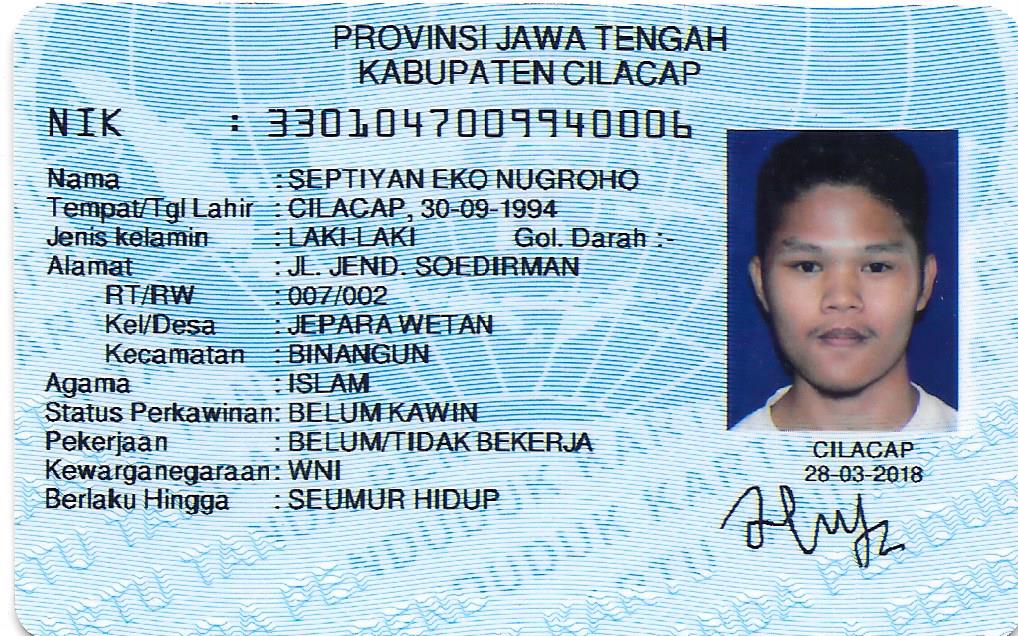 PROVINSI JAWA TENGAH
KABUPATEN CILACAP
NIK : 3301047009940006
Nama : SEPTIYAN EKO NUGROHO
Tempat/Tgl Lahir : CILACAP, 30-09-1994
Jenis kelamin : LAKI-LAKI Gol. Darah :-
Alamat : JL. JEND. SOEDIRMAN
RT/RW : 007/002
Kel/Desa : JEPARA WETAN
Kecamatan : BINANGUN
Agama : ISLAM
Status Perkawinan: BELUM KAWIN
Pekerjaan : BELUM/TIDAK BEKERJA
Kewarganegaraan: WNI
Berlaku Hingga : SEUMUR HIDUP
CILACAP
28-03-2018